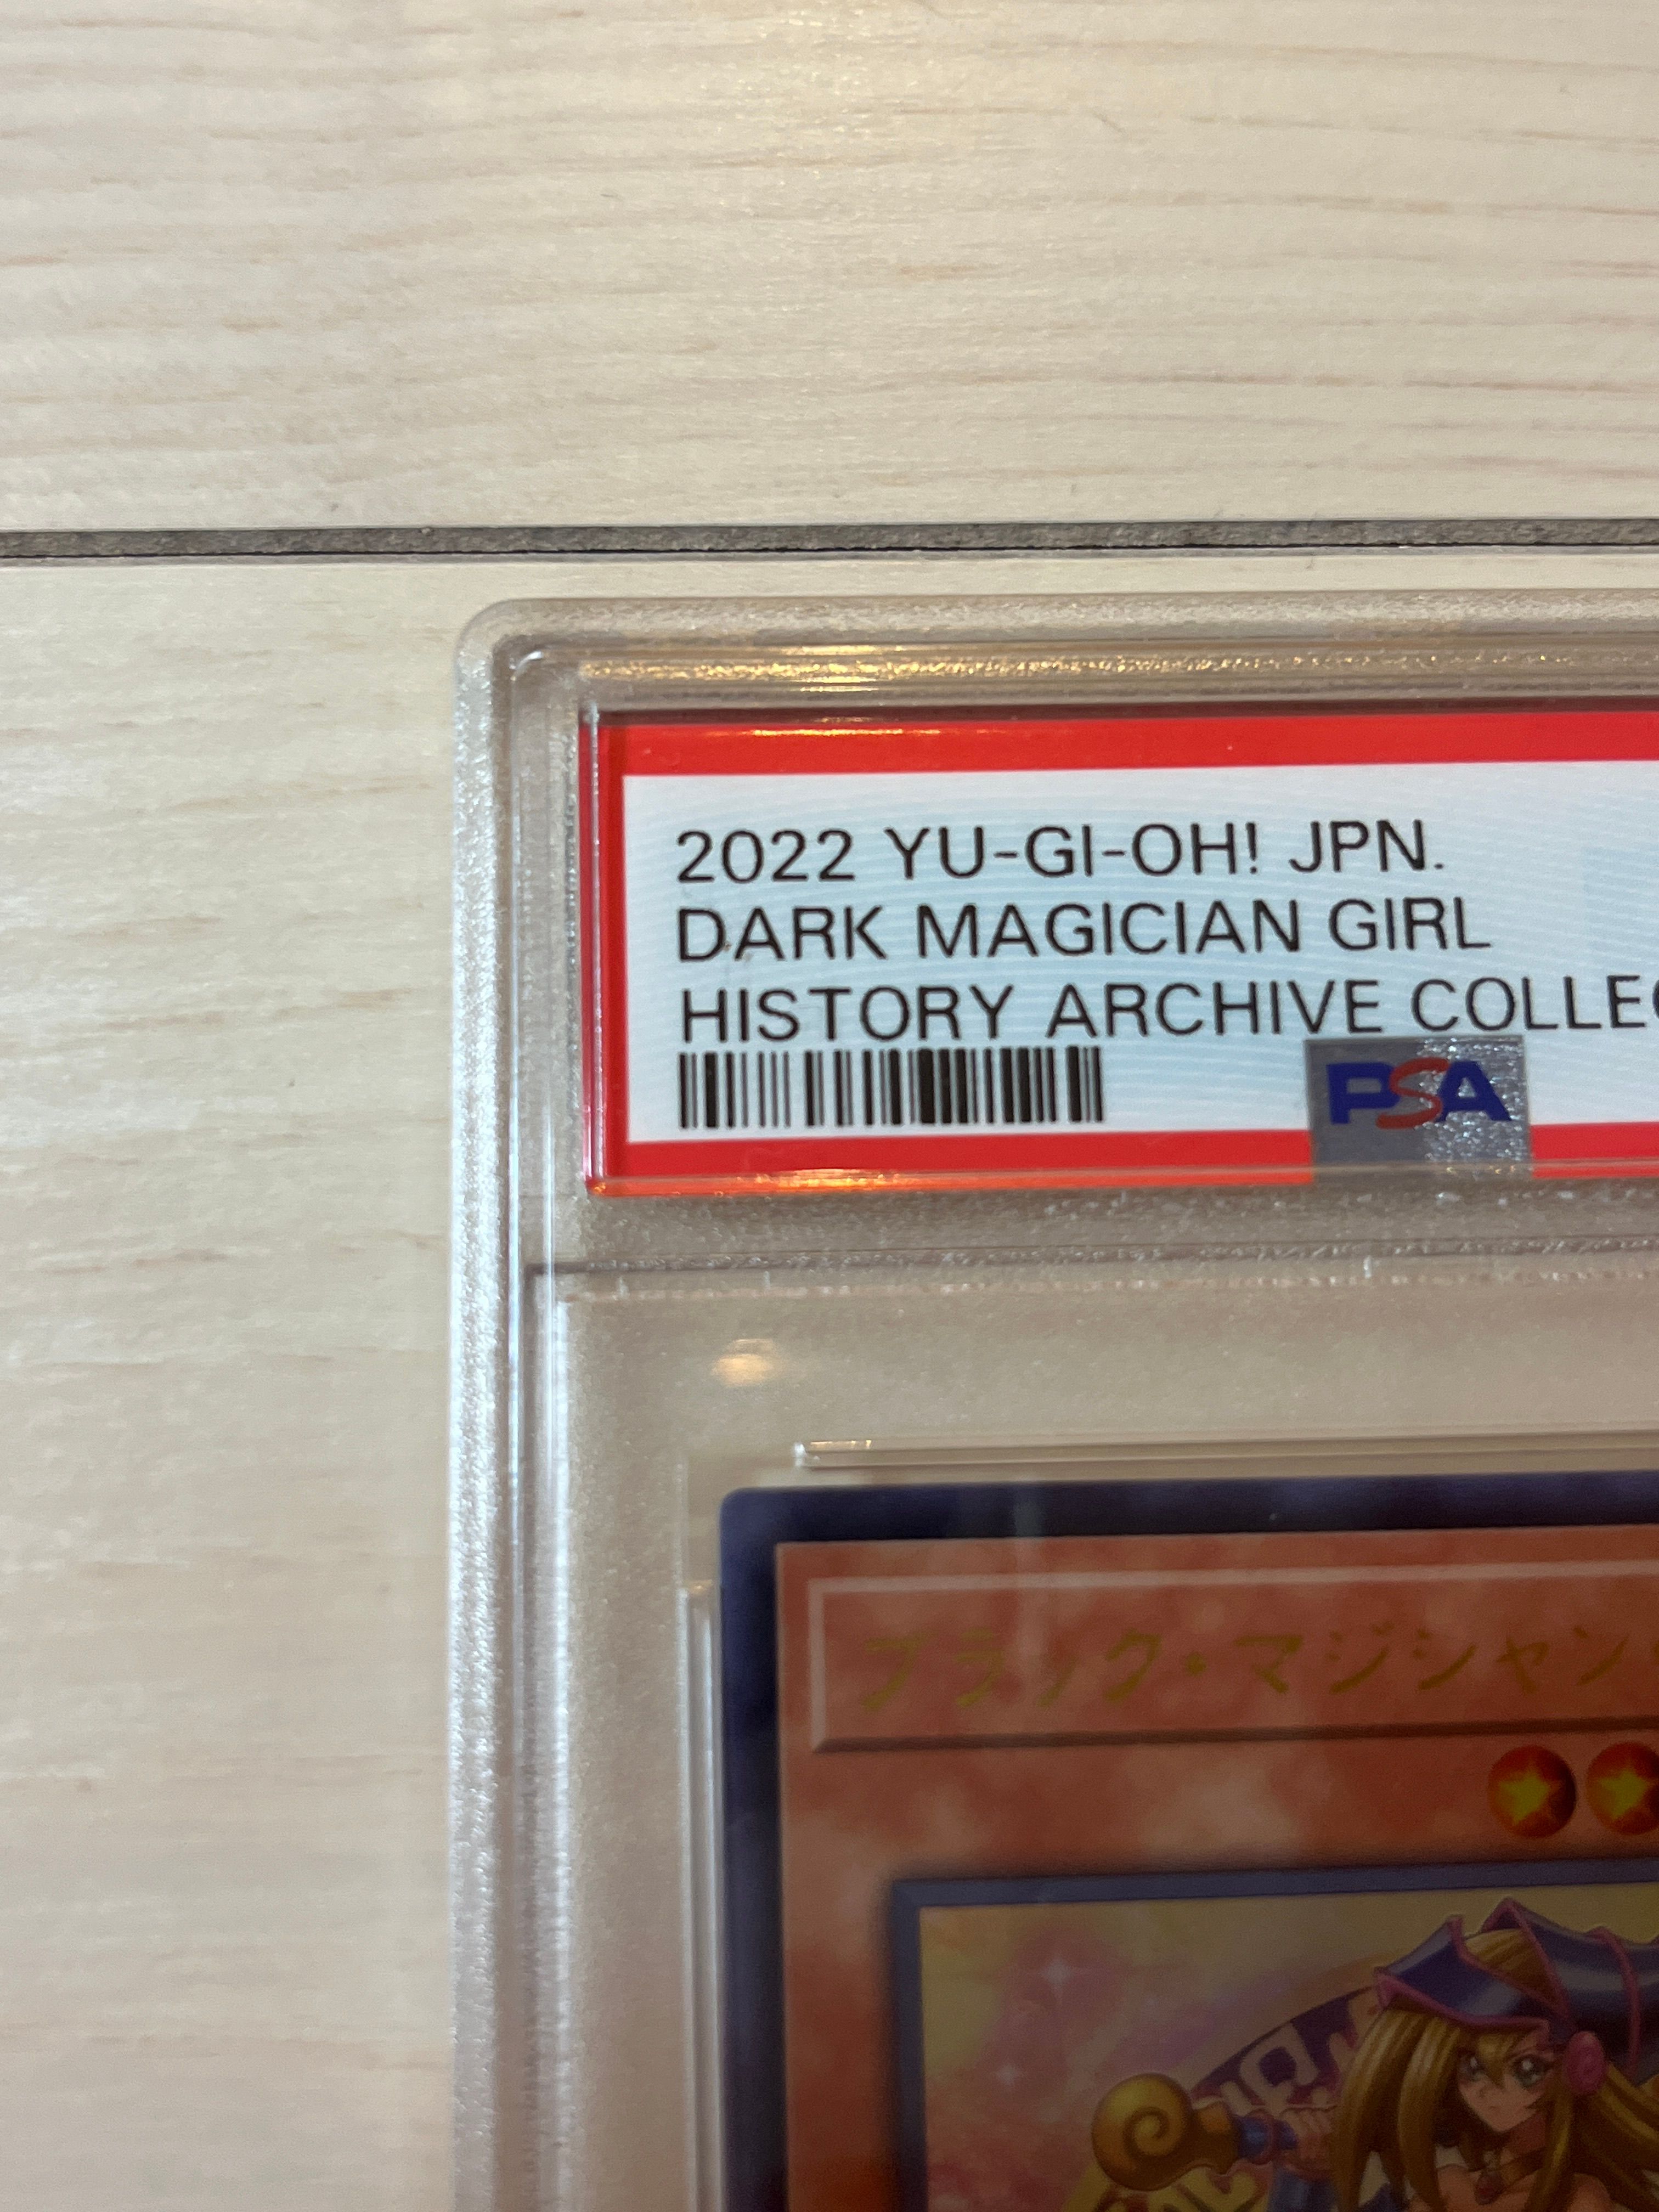 2022 YU-GI-OH! JPN.
DARK MAGICIAN GIRL
HISTORY ARCHIVE COLLEC
PSA
ブラック・マジシャン